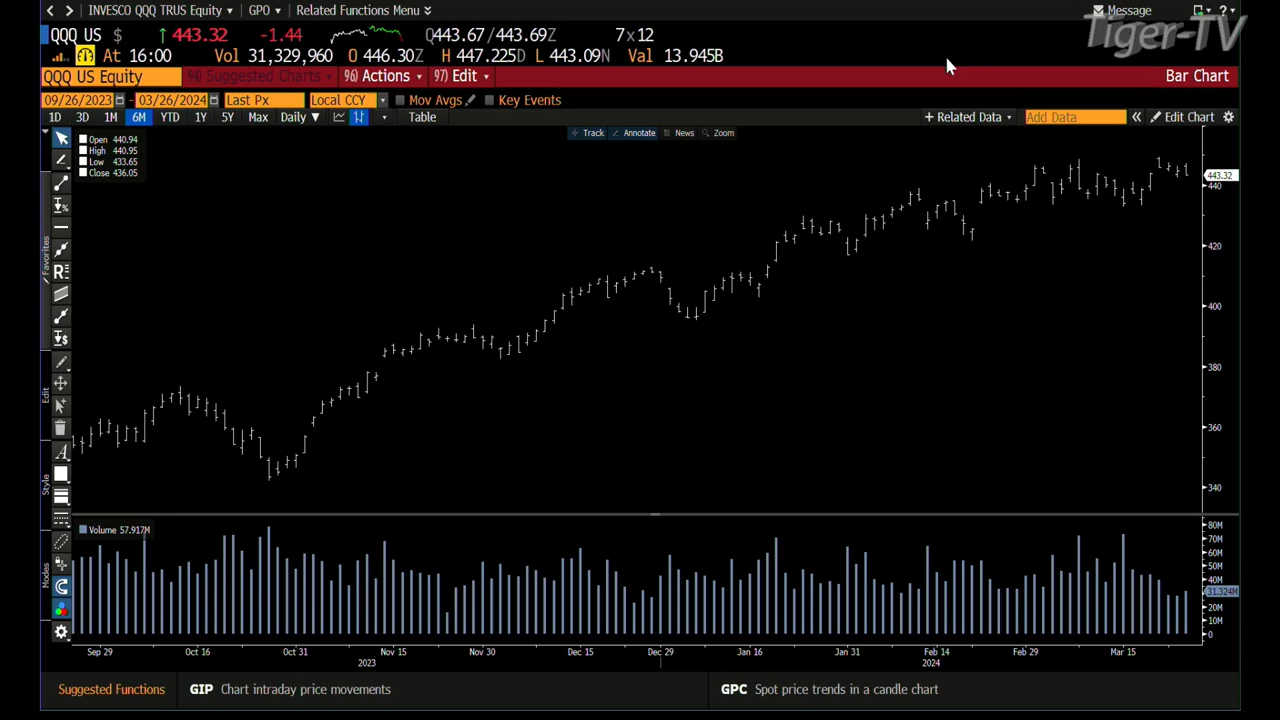 INVESCO QQQ TRUS Equity GPO Related Functions Menu Message ?
Tiger-TV
QQQ US $ 443.32 -1.44 Q443.67/443.69Z 7×12
At 16:00 Vol 31,329,960 O 446.30Z H 447.225D L 443.09N Val 13.945B
QQQ US Equity 94) Suggested Charts 96) Actions 97) Edit Bar Chart
09/26/2023 - 03/26/2024 Last Px Local CCY Mov Avgs Key Events
1D 3D 1M 6M YTD 1Y 5Y Max Daily ▼ Table + Related Data Add Data « Edit Chart
Track Annotate News Zoom
Open 440.94
High 440.95
Low 433.65
Close 436.05
443.32
440
420
400
380
360
340
Favorites
Edit
Style
Modes
Volume 57.917M
80M
70M
60M
50M
40M
31.324M
20M
10M
0
Sep 29 Oct 16 Oct 31 Nov 15 Nov 30 Dec 15 Dec 29 Jan 16 Jan 31 Feb 14 Feb 29 Mar 15
2023 2024
Suggested Functions GIP Chart intraday price movements GPC Spot price trends in a candle chart